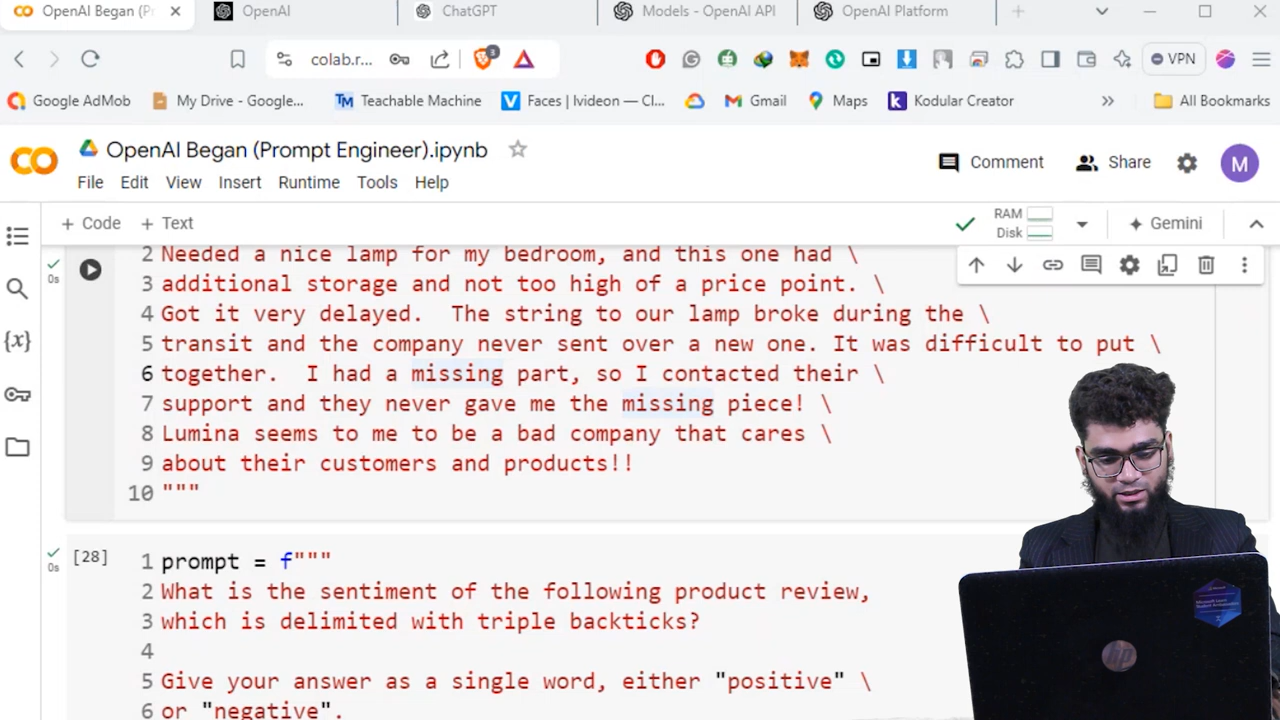 OpenAI Began (Pr
OpenAI
ChatGPT
Models - OpenAI API
OpenAI Platform
colab.r...
3
VPN
Google AdMob
My Drive - Google...
TM Teachable Machine
Faces | Ivideon — Cl...
Gmail
Maps
Kodular Creator
All Bookmarks
CO OpenAI Began (Prompt Engineer).ipynb
Comment
Share
M
File Edit View Insert Runtime Tools Help
+ Code + Text
RAM
Disk
Gemini
2 Needed a nice lamp for my bedroom, and this one had \
0s
3 additional storage and not too high of a price point. \
4 Got it very delayed.  The string to our lamp broke during the \
5 transit and the company never sent over a new one. It was difficult to put \
6 together.  I had a missing part, so I contacted their \
7 support and they never gave me the missing piece! \
8 Lumina seems to me to be a bad company that cares \
9 about their customers and products!!
10 """
[28]
0s
1 prompt = f"""
2 What is the sentiment of the following product review,
3 which is delimited with triple backticks?
4
5 Give your answer as a single word, either "positive" \
6 or "negative".
hp